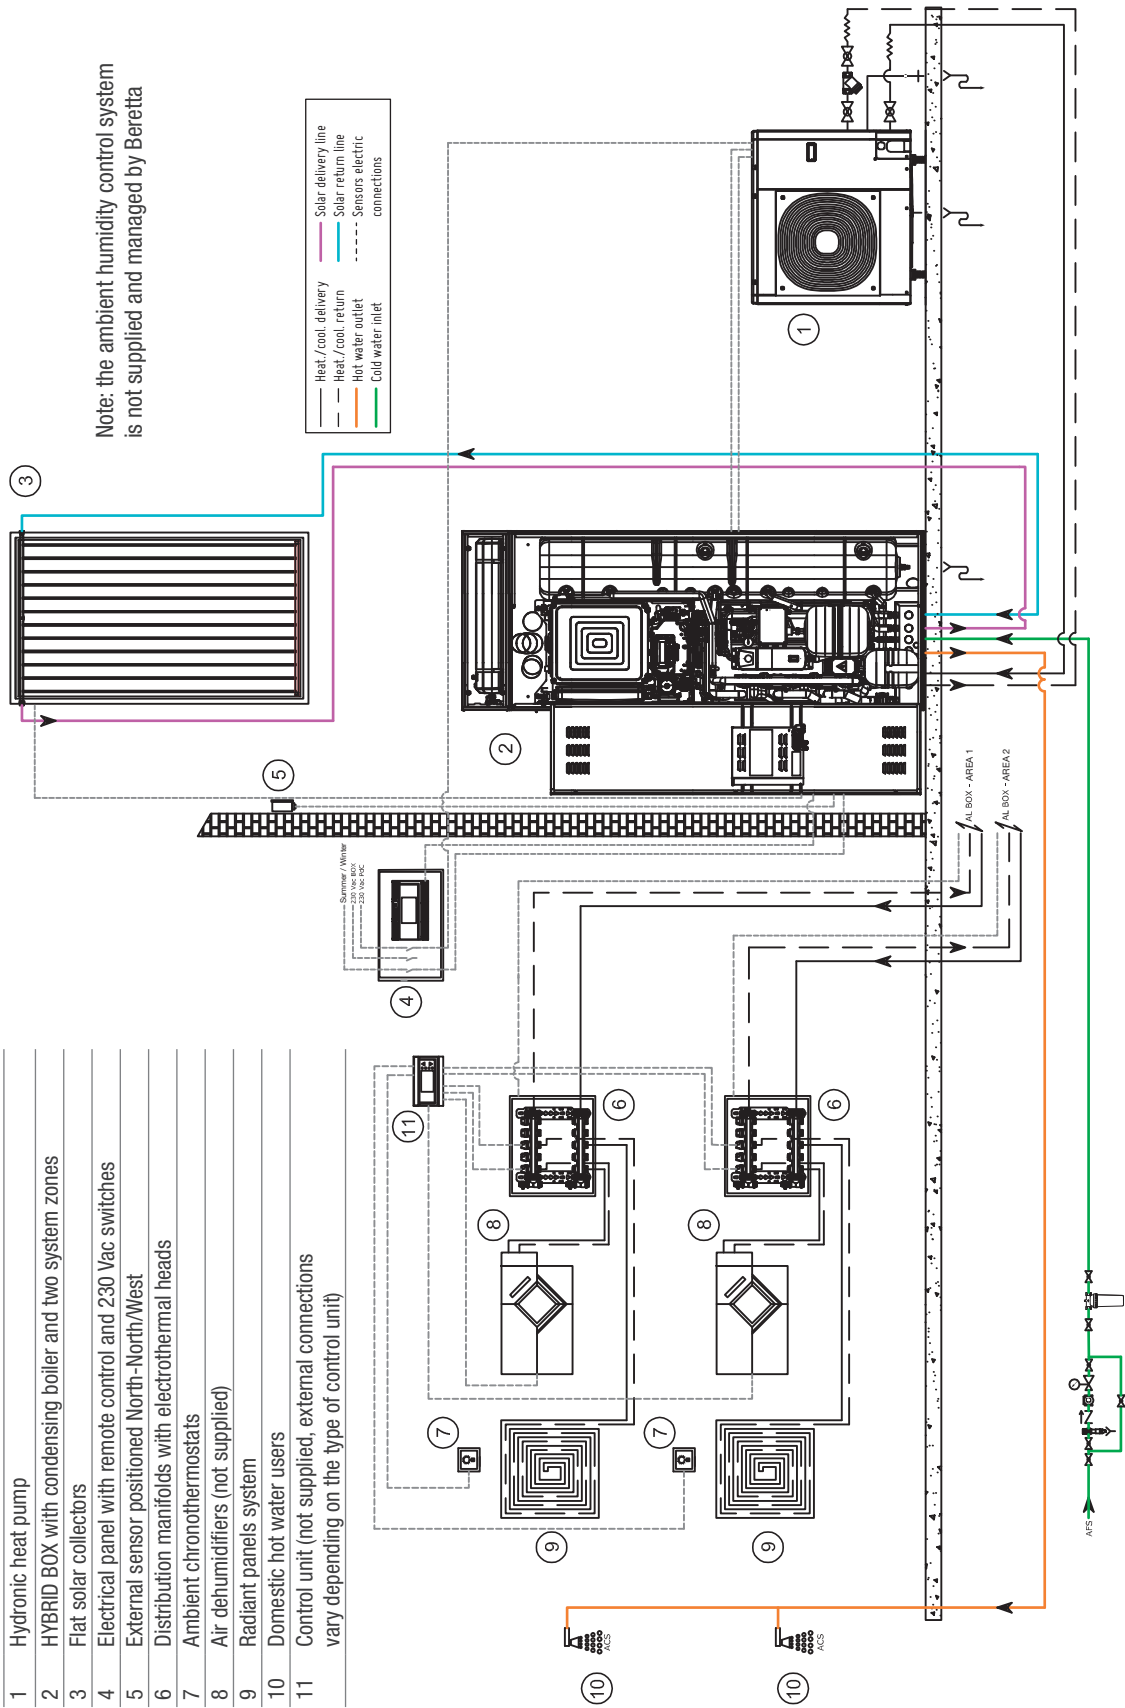 1 Hydronic heat pump
2 HYBRID BOX with condensing boiler and two system zones
3 Flat solar collectors
4 Electrical panel with remote control and 230 Vac switches
5 External sensor positioned North-North/West
6 Distribution manifolds with electrothermal heads
7 Ambient chronothermostats
8 Air dehumidifiers (not supplied)
9 Radiant panels system
10 Domestic hot water users
11 Control unit (not supplied, external connections
vary depending on the type of control unit)
Note: the ambient humidity control system
is not supplied and managed by Beretta
Heat./cool. delivery
Heat./cool. return
Hot water outlet
Cold water inlet
Solar delivery line
Solar return line
Sensors electric
connections
3
5
2
1
4
Summer / Winter
230 Vac BOX
230 Vac PdC
11
6
6
8
8
7
7
9
9
10
10
ACS
ACS
AL BOX - AREA 1
AL BOX - AREA 2
AFS